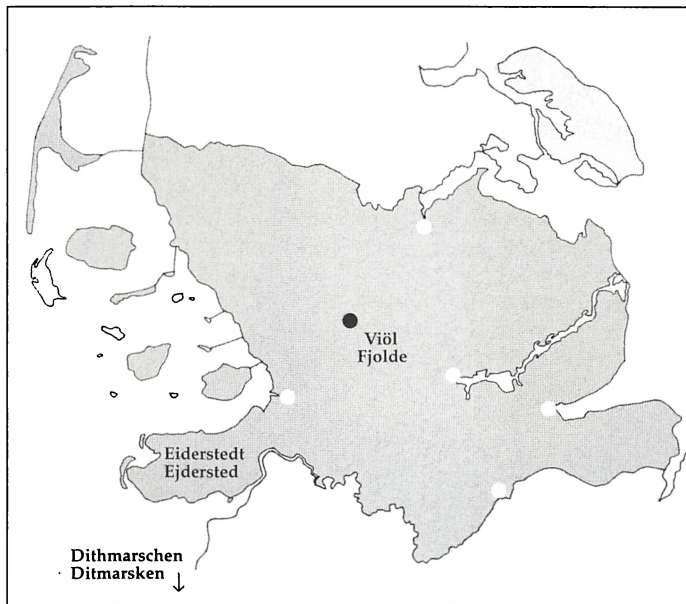 Viöl
Fjolde
Eiderstedt
Ejdersted
Dithmarschen
Ditmarsken